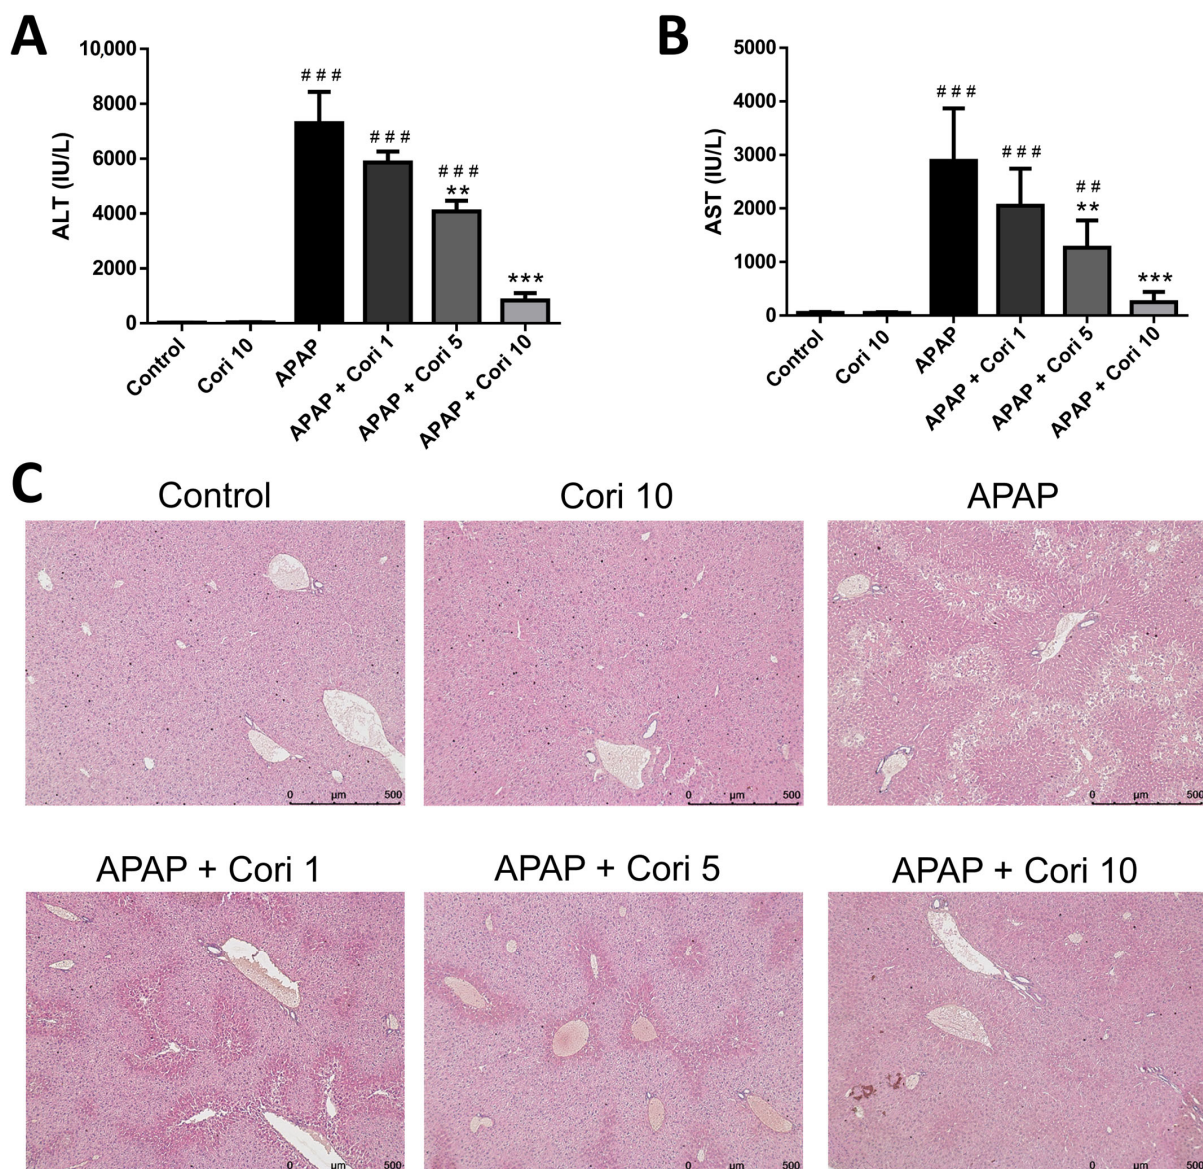 A
10,000
8000
6000
4000
2000
0
ALT (IU/L)
###
###
###
**
***
Control
Cori 10
APAP
APAP + Cori 1
APAP + Cori 5
APAP + Cori 10
B
5000
4000
3000
2000
1000
0
AST (IU/L)
###
###
##
**
***
Control
Cori 10
APAP
APAP + Cori 1
APAP + Cori 5
APAP + Cori 10
C
Control
Cori 10
APAP
0 µm 500
0 µm 500
0 µm 500
APAP + Cori 1
APAP + Cori 5
APAP + Cori 10
0 µm 500
0 µm 500
0 µm 500